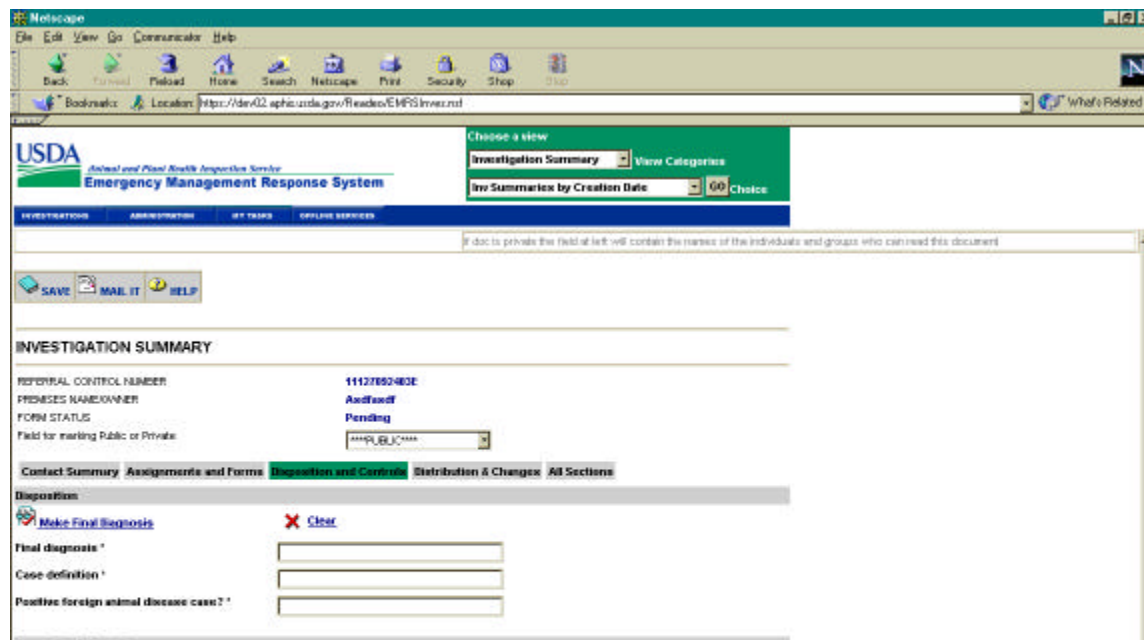 Netscape
File Edit View Go Communicator Help
Back Forward Reload Home Search Netscape Print Security Shop Stop
Bookmarks Location: https://dev02.aphis.usda.gov/Readeo/EMRSInvez.nsf What's Related
Choose a view
USDA Investigation Summary View Categories
Animal and Plant Health Inspection Service
Emergency Management Response System Inv Summaries by Creation Date GO Choice
INVESTIGATIONS ADMINISTRATION MY TASKS OFFLINE SERVICES
If doc is private the field at left will contain the names of the individuals and groups who can read this document
SAVE MAIL IT HELP
INVESTIGATION SUMMARY
REFERRAL CONTROL NUMBER
PREMISES NAME/OWNER Asdfasdf
FORM STATUS Pending
Field for marking Public or Private: ****PUBLIC****
Contact Summary Assignments and Forms Disposition and Controls Distribution & Changes All Sections
Disposition
Make Final Diagnosis Clear
Final diagnosis *
Case definition *
Positive foreign animal disease case? *